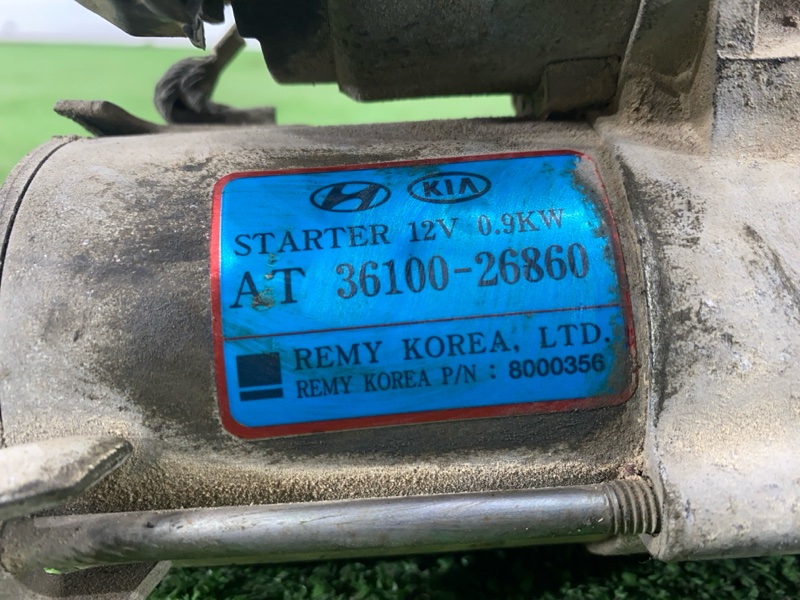 KIA
STARTER 12V 0.9KW
AT 36100-26860
REMY KOREA, LTD.
REMY KOREA P/N : 8000356